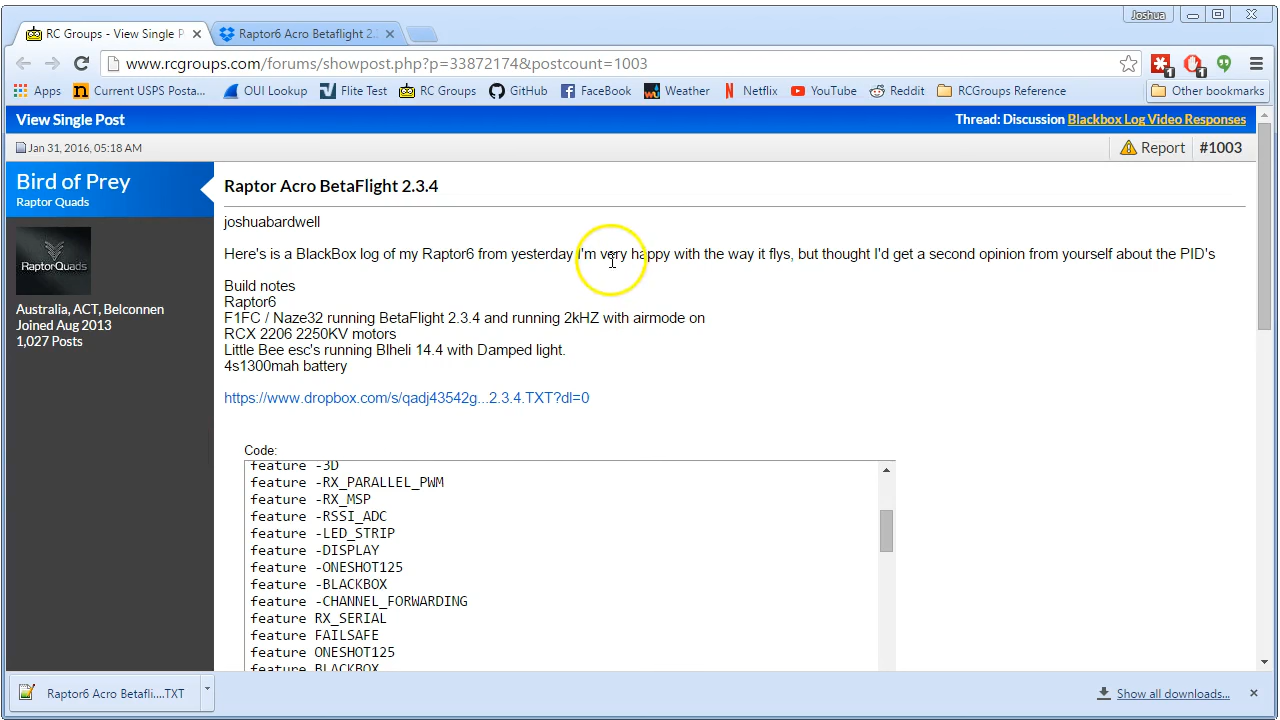 Joshua
RC Groups - View Single P
Raptor6 Acro Betaflight 2.
www.rcgroups.com/forums/showpost.php?p=33872174&postcount=1003
1
1
Apps
Current USPS Posta...
OUI Lookup
Flite Test
RC Groups
GitHub
FaceBook
Weather
Netflix
YouTube
Reddit
RCGroups Reference
Other bookmarks
View Single Post
Thread: Discussion Blackbox Log Video Responses
Jan 31, 2016, 05:18 AM
Report
#1003
Bird of Prey
Raptor Quads
RaptorQuads
Australia, ACT, Belconnen
Joined Aug 2013
1,027 Posts
Raptor Acro BetaFlight 2.3.4
joshuabardwell
Here's is a BlackBox log of my Raptor6 from yesterday I'm very happy with the way it flys, but thought I'd get a second opinion from yourself about the PID's
Build notes
Raptor6
F1FC / Naze32 running BetaFlight 2.3.4 and running 2kHZ with airmode on
RCX 2206 2250KV motors
Little Bee esc's running Blheli 14.4 with Damped light.
4s1300mah battery
https://www.dropbox.com/s/qadj43542g...2.3.4.TXT?dl=0
Code:
feature -3D
feature -RX_PARALLEL_PWM
feature -RX_MSP
feature -RSSI_ADC
feature -LED_STRIP
feature -DISPLAY
feature -ONESHOT125
feature -BLACKBOX
feature -CHANNEL_FORWARDING
feature RX_SERIAL
feature FAILSAFE
feature ONESHOT125
feature BLACKBOX
Raptor6 Acro Betafli....TXT
Show all downloads...